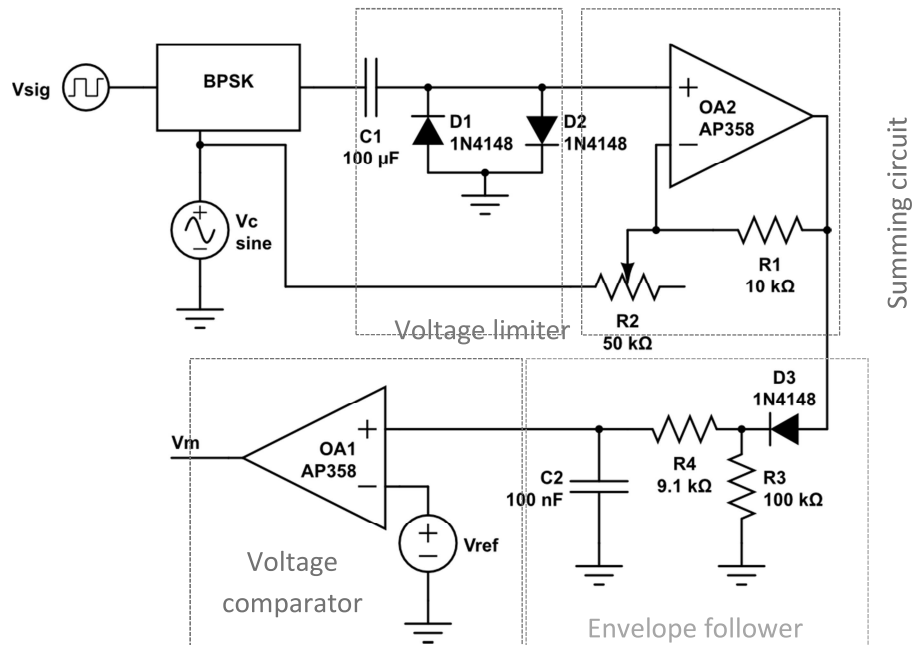 Vsig
BPSK
C1
100 µF
D1
1N4148
D2
1N4148
+
OA2
AP358
−
Summing circuit
+
−
Vc
sine
R1
10 kΩ
R2
50 kΩ
Voltage limiter
D3
1N4148
Vm
+
OA1
AP358
−
C2
100 nF
R4
9.1 kΩ
R3
100 kΩ
+
−
Vref
Voltage
comparator
Envelope follower